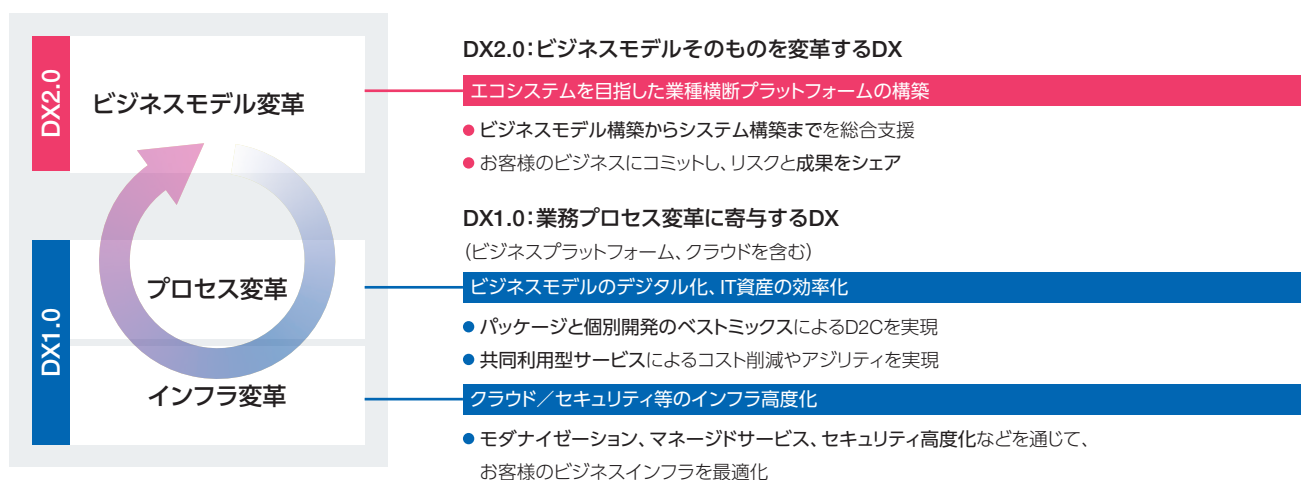 DX2.0
ビジネスモデル変革
DX1.0
プロセス変革
インフラ変革
DX2.0：ビジネスモデルそのものを変革するDX
エコシステムを目指した業種横断プラットフォームの構築
●ビジネスモデル構築からシステム構築までを総合支援
●お客様のビジネスにコミットし、リスクと成果をシェア
DX1.0：業務プロセス変革に寄与するDX
（ビジネスプラットフォーム、クラウドを含む）
ビジネスモデルのデジタル化、IT資産の効率化
●パッケージと個別開発のベストミックスによるD2Cを実現
●共同利用型サービスによるコスト削減やアジリティを実現
クラウド／セキュリティ等のインフラ高度化
●モダナイゼーション、マネージドサービス、セキュリティ高度化などを通じて、
お客様のビジネスインフラを最適化